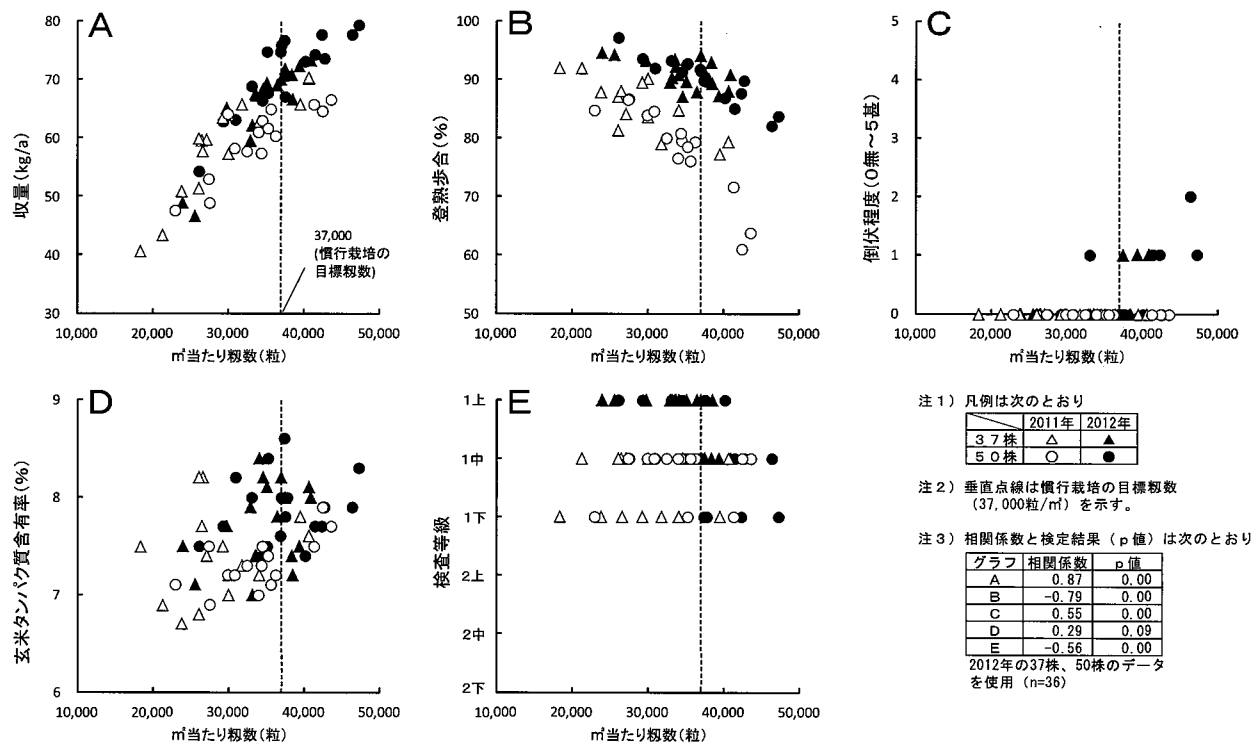 A
80
70
60
50
40
30
収量(kg/a)
37,000
(慣行栽培の
目標籾数)
10,000 20,000 30,000 40,000 50,000
㎡当たり籾数(粒)
B
100
90
80
70
60
50
登熟歩合(%)
10,000 20,000 30,000 40,000 50,000
㎡当たり籾数(粒)
C
5
4
3
2
1
0
倒伏程度(0無～5甚)
10,000 20,000 30,000 40,000 50,000
㎡当たり籾数(粒)
D
9
8
7
6
玄米タンパク質含有率(%)
10,000 20,000 30,000 40,000 50,000
㎡当たり籾数(粒)
E
1上
1中
1下
2上
2中
2下
検査等級
10,000 20,000 30,000 40,000 50,000
㎡当たり籾数(粒)
注1) 凡例は次のとおり
2011年 2012年
37株 △ ▲
50株 ○ ●
注2) 垂直点線は慣行栽培の目標籾数
(37,000粒/㎡) を示す。
注3) 相関係数と検定結果 (p値) は次のとおり
グラフ 相関係数 p値
A 0.87 0.00
B -0.79 0.00
C 0.55 0.00
D 0.29 0.09
E -0.56 0.00
2012年の37株、50株のデータ
を使用 (n=36)